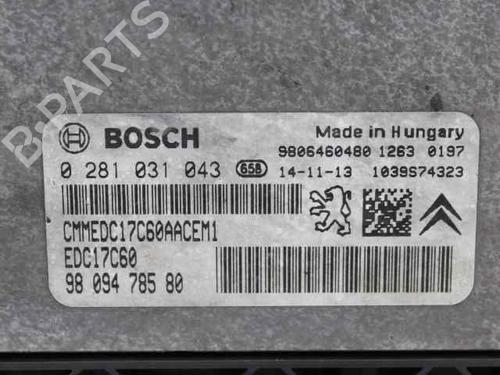 BOSCH
Made in Hungary
9806460480 1263 0197
0 281 031 043 658 14-11-13 1039S74323
CMMEDC17C60AACEM1
EDC17C60
98 094 785 80
B-PARTS